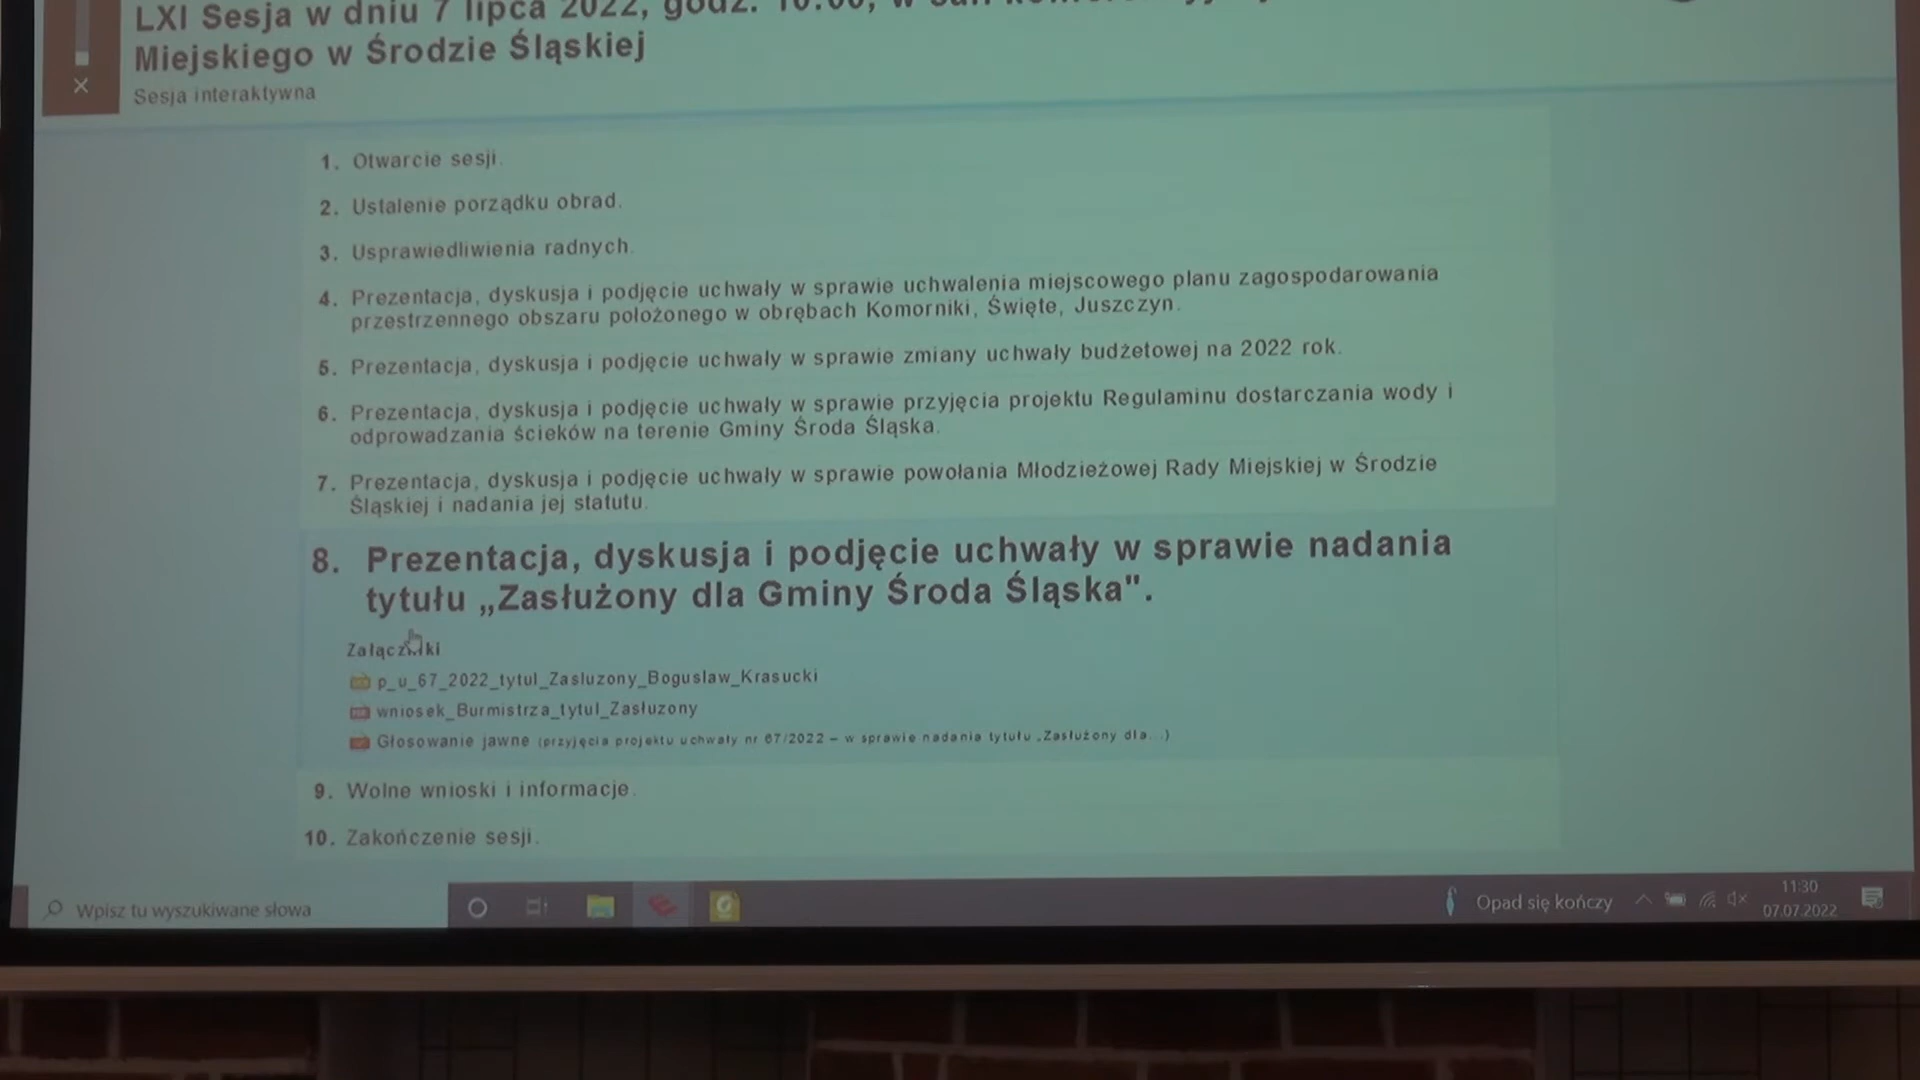 LXI Sesja w dniu 7 lipca 2022, godz. 10:00, w
Miejskiego w Środzie Śląskiej
Sesja interaktywna
1. Otwarcie sesji.
2. Ustalenie porządku obrad.
3. Usprawiedliwienia radnych.
4. Prezentacja, dyskusja i podjęcie uchwały w sprawie uchwalenia miejscowego planu zagospodarowania
przestrzennego obszaru położonego w obrębach Komorniki, Święte, Juszczyn.
5. Prezentacja, dyskusja i podjęcie uchwały w sprawie zmiany uchwały budżetowej na 2022 rok.
6. Prezentacja, dyskusja i podjęcie uchwały w sprawie przyjęcia projektu Regulaminu dostarczania wody i
odprowadzania ścieków na terenie Gminy Środa Śląska.
7. Prezentacja, dyskusja i podjęcie uchwały w sprawie powołania Młodzieżowej Rady Miejskiej w Środzie
Śląskiej i nadania jej statutu.
8. Prezentacja, dyskusja i podjęcie uchwały w sprawie nadania
tytułu „Zasłużony dla Gminy Środa Śląska".
Załączniki
p_u_67_2022_tytul_Zasluzony_Boguslaw_Krasucki
wniosek_Burmistrza_tytul_Zasłuzony
Głosowanie jawne (przyjęcia projektu uchwały nr 67/2022 – w sprawie nadania tytułu „Zasłużony dla...)
9. Wolne wnioski i informacje.
10. Zakończenie sesji.
Wpisz tu wyszukiwane słowa
Opad się kończy
11:30
07.07.2022